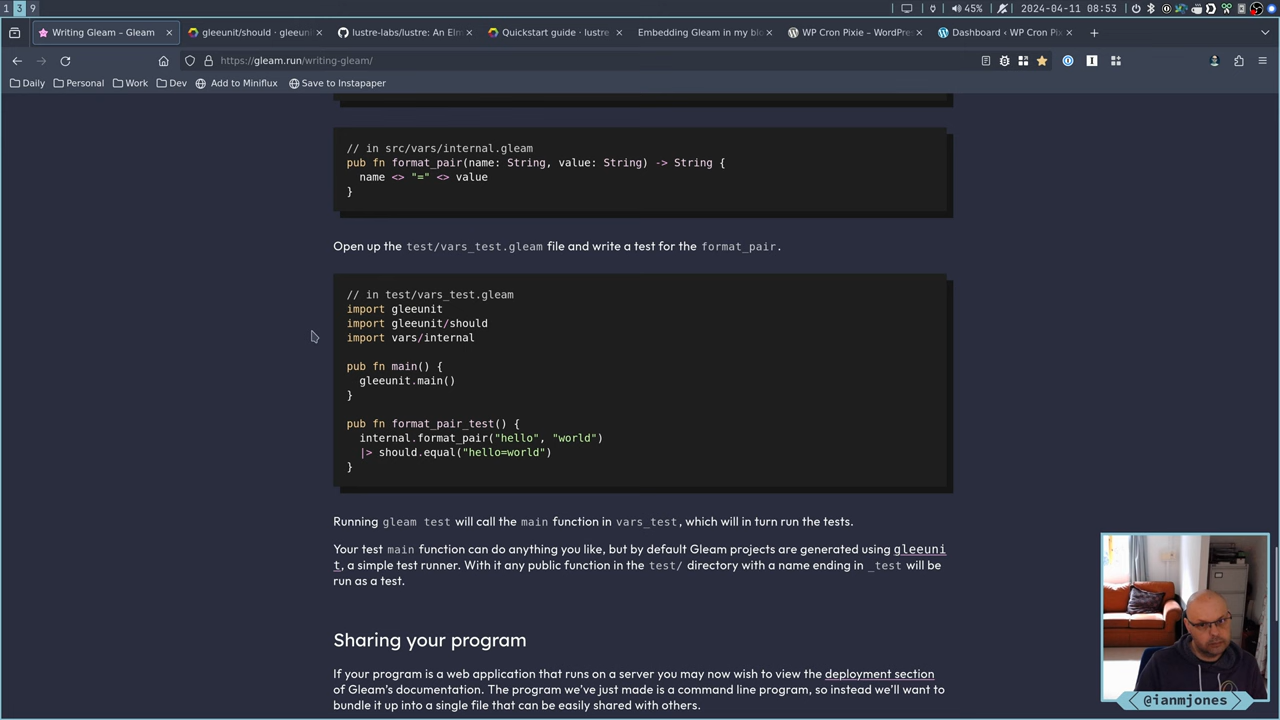 1 3 9
45%
2024-04-11 08:53
Writing Gleam – Gleam
gleeunit/should · gleeuni
lustre-labs/lustre: An Elm
Quickstart guide · lustre
Embedding Gleam in my blo
WP Cron Pixie – WordPres
Dashboard ‹ WP Cron Pix
https://gleam.run/writing-gleam/
Daily
Personal
Work
Dev
Add to Miniflux
Save to Instapaper
// in src/vars/internal.gleam
pub fn format_pair(name: String, value: String) -> String {
name <> "=" <> value
}
Open up the test/vars_test.gleam file and write a test for the format_pair.
// in test/vars_test.gleam
import gleeunit
import gleeunit/should
import vars/internal
pub fn main() {
gleeunit.main()
}
pub fn format_pair_test() {
internal.format_pair("hello", "world")
|> should.equal("hello=world")
}
Running gleam test will call the main function in vars_test, which will in turn run the tests.
Your test main function can do anything you like, but by default Gleam projects are generated using gleeuni
t, a simple test runner. With it any public function in the test/ directory with a name ending in _test will be
run as a test.
Sharing your program
If your program is a web application that runs on a server you may now wish to view the deployment section
of Gleam's documentation. The program we've just made is a command line program, so instead we'll want to
bundle it up into a single file that can be easily shared with others.
@ianmjones